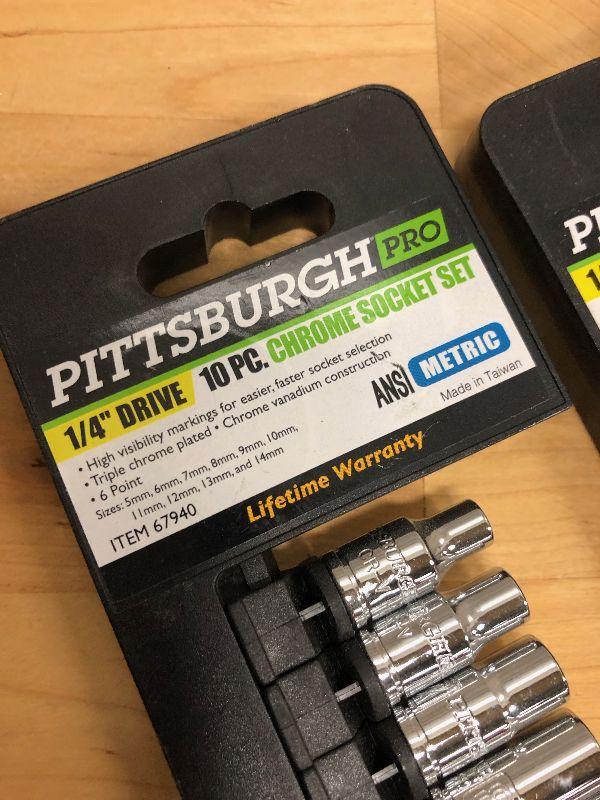 PITTSBURGH PRO
1/4" DRIVE 10 PC. CHROME SOCKET SET
• High visibility markings for easier, faster socket selection
• Triple chrome plated • Chrome vanadium construction
• 6 Point
Sizes: 5mm, 6mm, 7mm, 8mm, 9mm, 10mm,
11mm, 12mm, 13mm, and 14mm
ITEM 67940
ANSI METRIC
Made in Taiwan
Lifetime Warranty